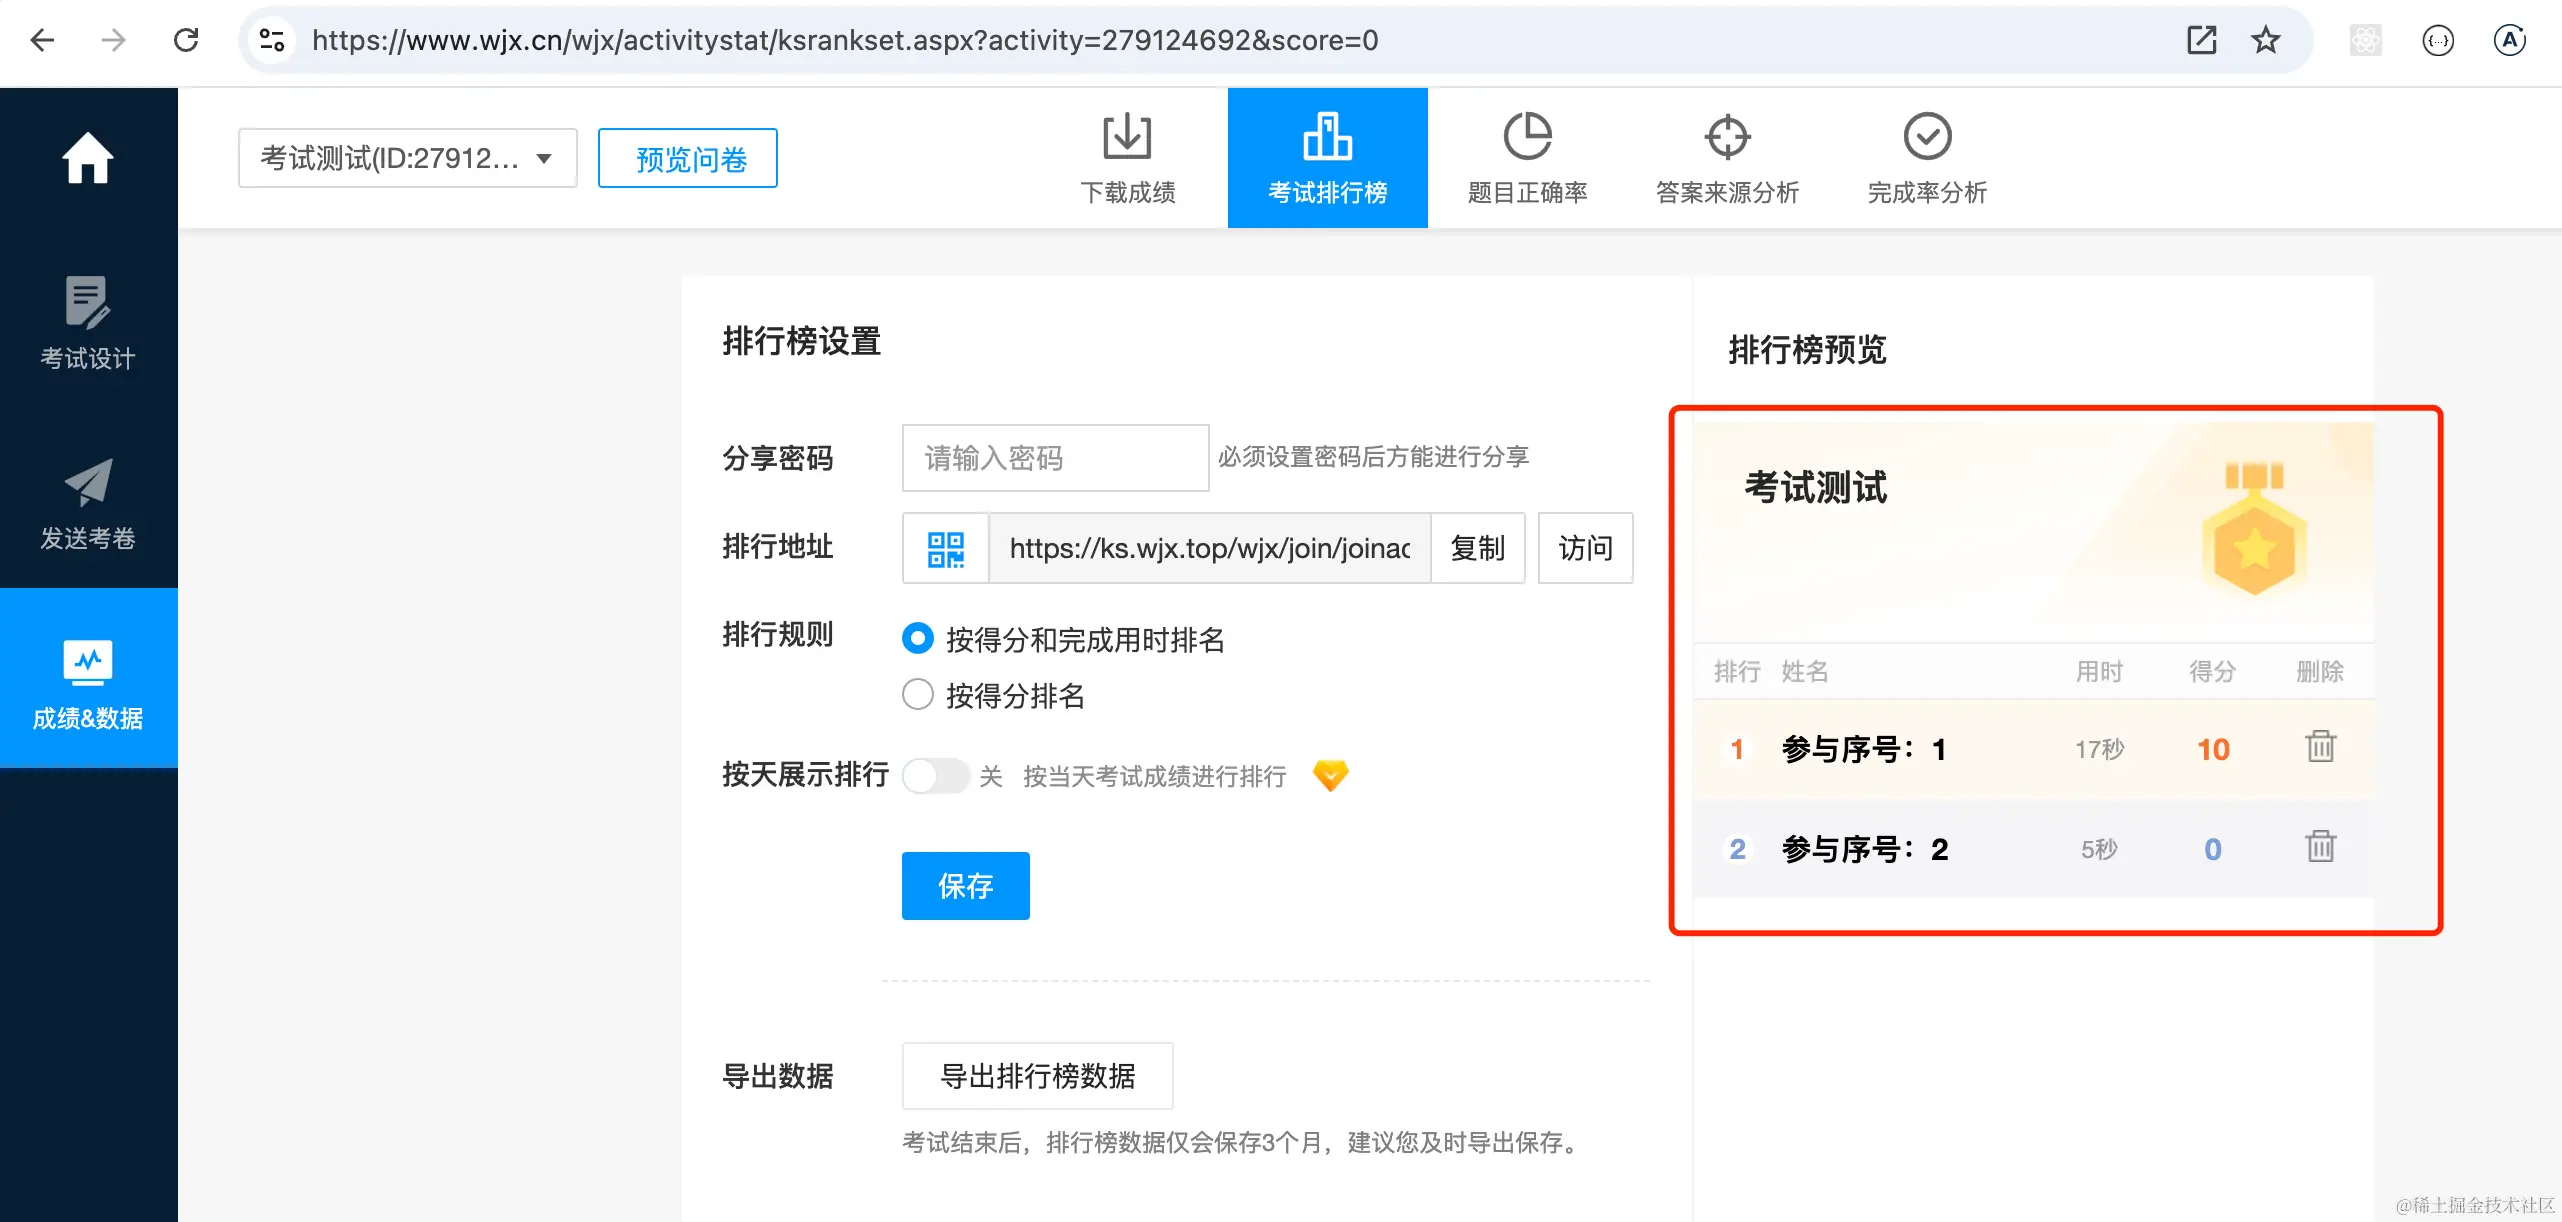 https://www.wjx.cn/wjx/activitystat/ksrankset.aspx?activity=279124692&score=0
考试测试(ID:27912...
预览问卷
下载成绩
考试排行榜
题目正确率
答案来源分析
完成率分析
考试设计
发送考卷
成绩&数据
排行榜设置
分享密码
请输入密码
必须设置密码后方能进行分享
排行地址
https://ks.wjx.top/wjx/join/joinac
复制
访问
排行规则
按得分和完成用时排名
按得分排名
按天展示排行
关
按当天考试成绩进行排行
保存
导出数据
导出排行榜数据
考试结束后，排行榜数据仅会保存3个月，建议您及时导出保存。
排行榜预览
考试测试
排行 姓名 用时 得分 删除
1 参与序号：1 17秒 10
2 参与序号：2 5秒 0
@稀土掘金技术社区